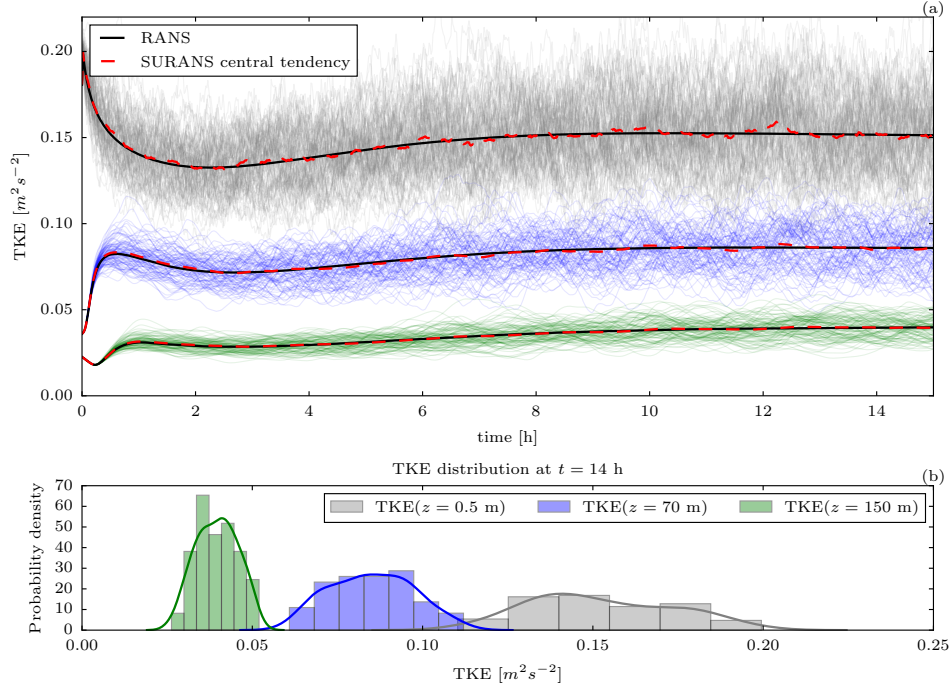 (a)
RANS
SURANS central tendency
0.20
0.15
0.10
0.05
0.00
TKE [m²s⁻²]
0 2 4 6 8 10 12 14
time [h]
TKE distribution at t = 14 h
(b)
TKE(z = 0.5 m) TKE(z = 70 m) TKE(z = 150 m)
70
60
50
40
30
20
10
0
Probability density
0.00 0.05 0.10 0.15 0.20 0.25
TKE [m²s⁻²]